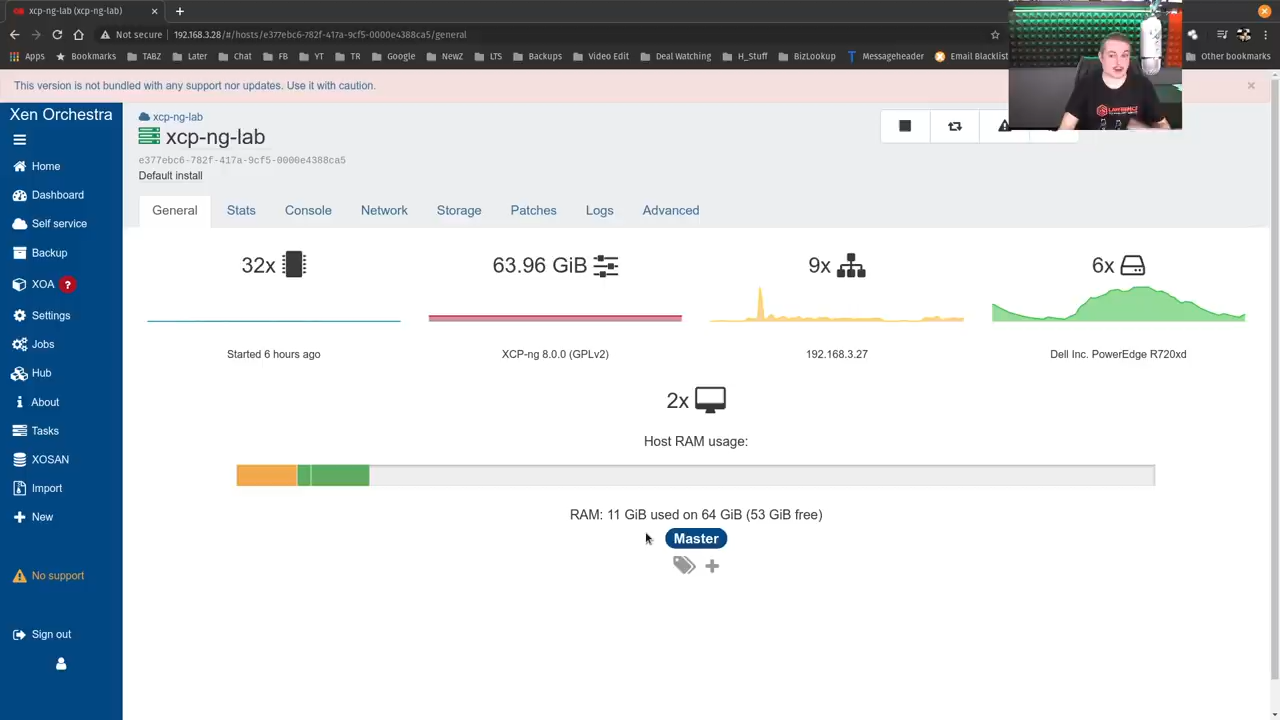 xcp-ng-lab (xcp-ng-lab)
Not secure
192.168.3.28/#/hosts/e377ebc6-782f-417a-9cf5-0000
Apps
Bookmarks
TABZ
Later
Chat
FB
CC
NewZ
LTS
Backups
Video Edit
Deal Watching
H_Stuff
BizLookup
Messageheader
Email Blacklist
Other bookmarks
This version is not bundled with any support nor updates. Use it with caution.
Xen Orchestra
Home
Dashboard
Self service
Backup
XOA ?
Settings
Jobs
Hub
About
Tasks
XOSAN
Import
New
No support
Sign out
xcp-ng-lab
xcp-ng-lab
e377ebc6-782f-417a-9cf5-0000e4388ca5
Default install
General
Stats
Console
Network
Storage
Patches
Logs
Advanced
32x
63.96 GiB
9x
6x
Started 6 hours ago
XCP-ng 8.0.0 (GPLv2)
192.168.3.27
Dell Inc. PowerEdge R720xd
2x
Host RAM usage:
RAM: 11 GiB used on 64 GiB (53 GiB free)
Master